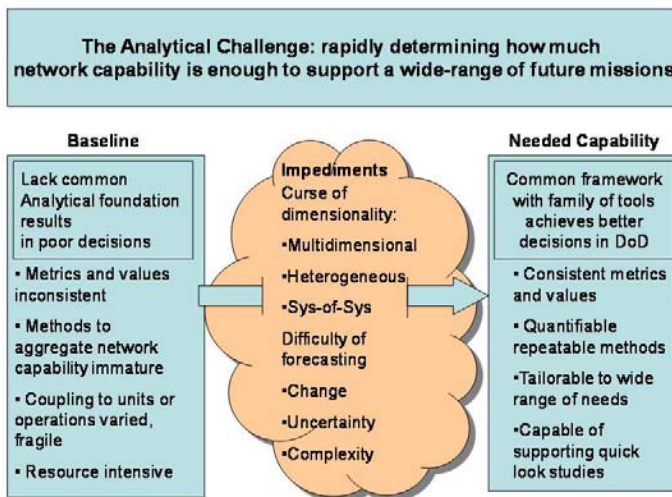 The Analytical Challenge: rapidly determining how much
network capability is enough to support a wide-range of future missions
Baseline
Lack common
Analytical foundation
results
in poor decisions
▪Metrics and values
inconsistent
▪Methods to
aggregate network
capability immature
▪Coupling to units or
operations varied,
fragile
▪Resource intensive
Impediments
Curse of
dimensionality:
▪Multidimensional
▪Heterogeneous
▪Sys-of-Sys
Difficulty of
forecasting
▪Change
▪Uncertainty
▪Complexity
Needed Capability
Common framework
with family of tools
achieves better
decisions in DoD
▪Consistent metrics
and values
▪Quantifiable
repeatable methods
▪Tailorable to wide
range of needs
▪Capable of
supporting quick
look studies